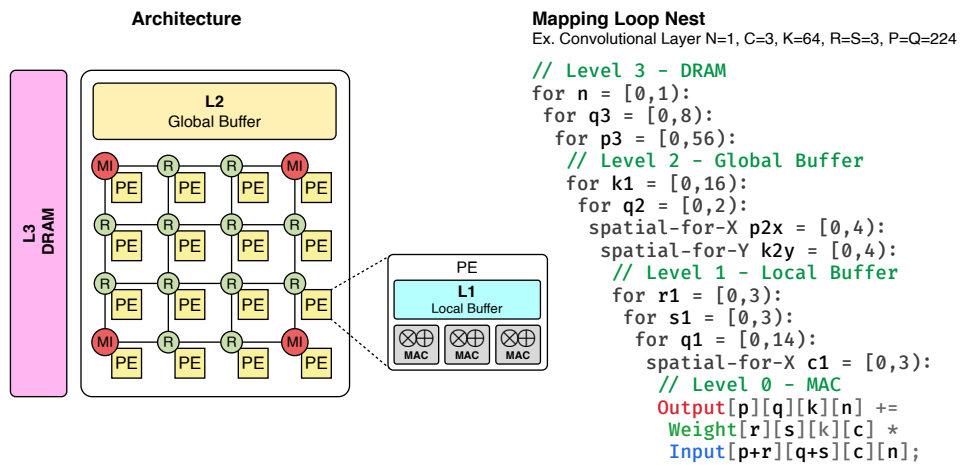 Architecture
L3
DRAM
L2
Global Buffer
MI
R
R
MI
PE
PE
PE
PE
R
R
R
R
PE
PE
PE
PE
R
R
R
R
PE
PE
PE
PE
MI
R
R
MI
PE
PE
PE
PE
PE
L1
Local Buffer
MAC
MAC
MAC
Mapping Loop Nest
Ex. Convolutional Layer N=1, C=3, K=64, R=S=3, P=Q=224
// Level 3 - DRAM
for n = [0,1):
for q3 = [0,8):
for p3 = [0,56):
// Level 2 - Global Buffer
for k1 = [0,16):
for q2 = [0,2):
spatial-for-X p2x = [0,4):
spatial-for-Y k2y = [0,4):
// Level 1 - Local Buffer
for r1 = [0,3):
for s1 = [0,3):
for q1 = [0,14):
spatial-for-X c1 = [0,3):
// Level 0 - MAC
Output[p][q][k][n] +=
Weight[r][s][k][c] *
Input[p+r][q+s][c][n];